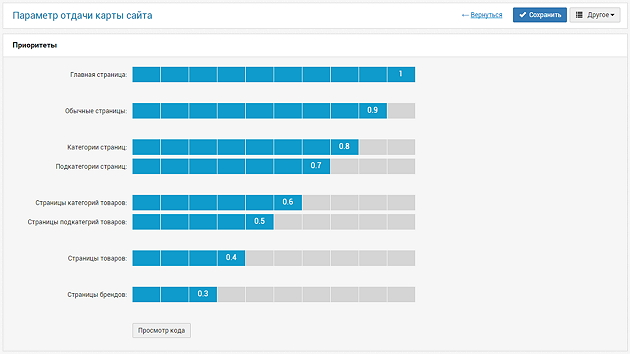 Параметр отдачи карты сайта
← Вернуться
Сохранить
Другое
Приоритеты
Главная страница: 1
Обычные страницы: 0.9
Категории страниц: 0.8
Подкатегории страниц: 0.7
Страницы категорий товаров: 0.6
Страницы подкатегрий товаров: 0.5
Страницы товаров: 0.4
Страницы брендов: 0.3
Просмотр кода